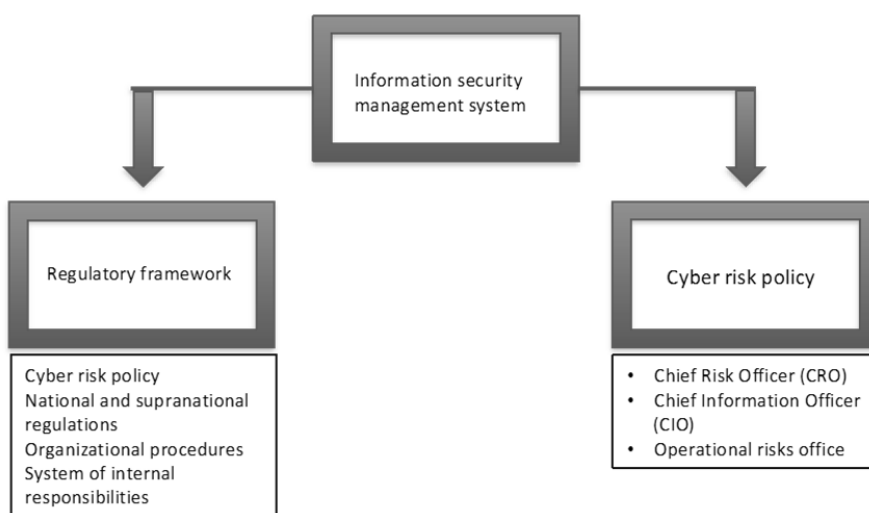 Information security
management system
Regulatory framework
Cyber risk policy
National and supranational
regulations
Organizational procedures
System of internal
responsibilities
Cyber risk policy
• Chief Risk Officer (CRO)
• Chief Information Officer
(CIO)
• Operational risks office